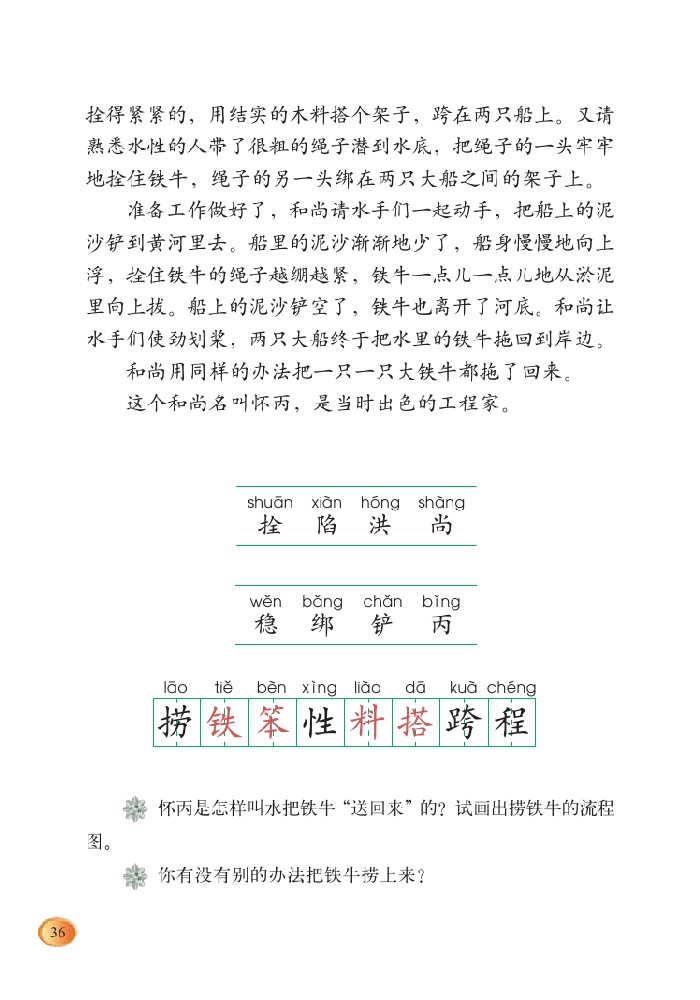 拴得紧紧的，用结实的木料搭个架子，跨在两只船上。又请
熟悉水性的人带了很粗的绳子潜到水底，把绳子的一头牢牢
地拴住铁牛，绳子的另一头绑在两只大船之间的架子上。
准备工作做好了，和尚请水手们一起动手，把船上的泥
沙铲到黄河里去。船里的泥沙渐渐地少了，船身慢慢地向上
浮，拴住铁牛的绳子越绷越紧，铁牛一点儿一点儿地从淤泥
里向上拔。船上的泥沙铲空了，铁牛也离开了河底。和尚让
水手们使劲划桨，两只大船终于把水里的铁牛拖回到岸边。
和尚用同样的办法把一只一只大铁牛都拖了回来。
这个和尚名叫怀丙，是当时出色的工程家。
shuān xiàn hóng shàng
拴 陷 洪 尚
wěn bǎng chǎn bǐng
稳 绑 铲 丙
lāo tiě bèn xìng liào dā kuà chéng
捞 铁 笨 性 料 搭 跨 程
怀丙是怎样叫水把铁牛“送回来”的？试画出捞铁牛的流程
图。
你有没有别的办法把铁牛捞上来？
36